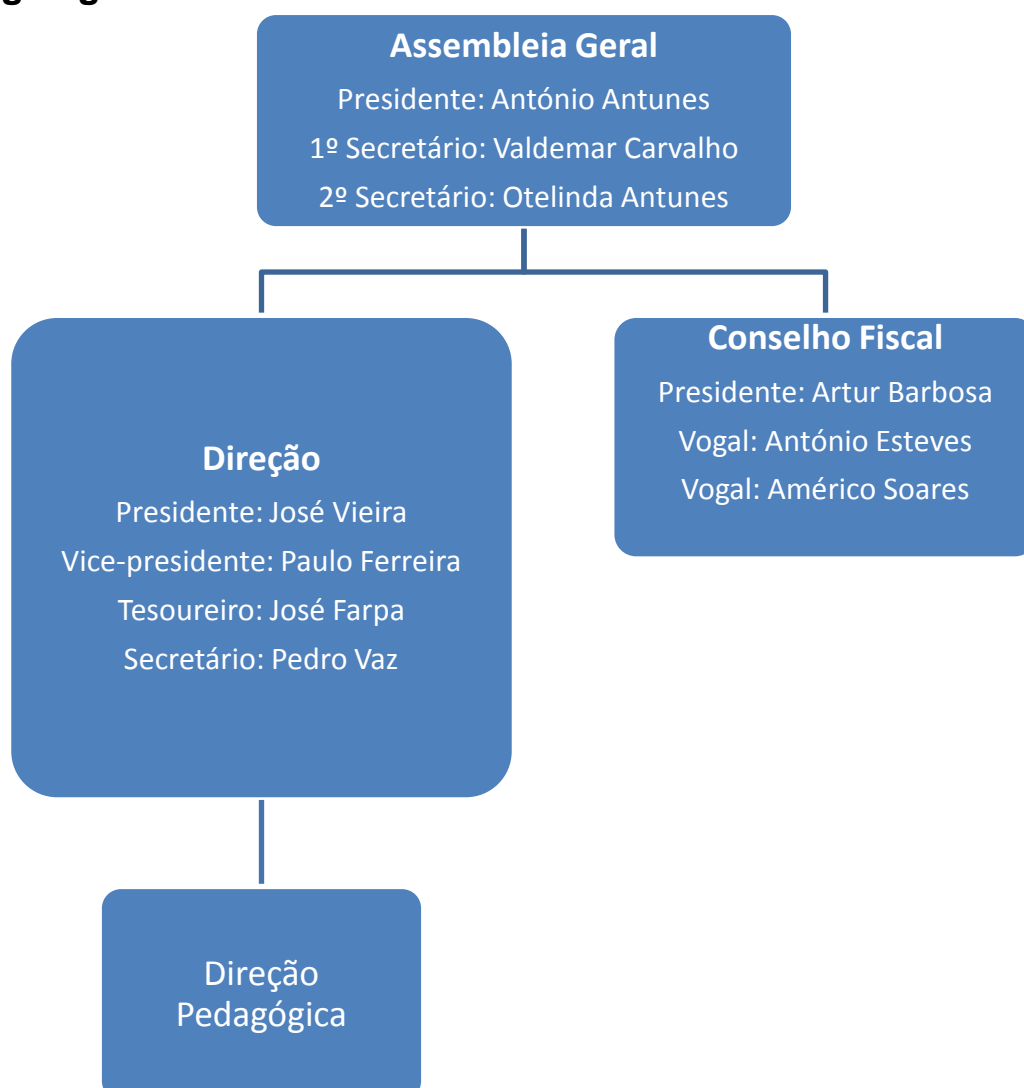 Assembleia Geral
Presidente: António Antunes
1º Secretário: Valdemar Carvalho
2º Secretário: Otelinda Antunes
Direção
Presidente: José Vieira
Vice-presidente: Paulo Ferreira
Tesoureiro: José Farpa
Secretário: Pedro Vaz
Conselho Fiscal
Presidente: Artur Barbosa
Vogal: António Esteves
Vogal: Américo Soares
Direção
Pedagógica